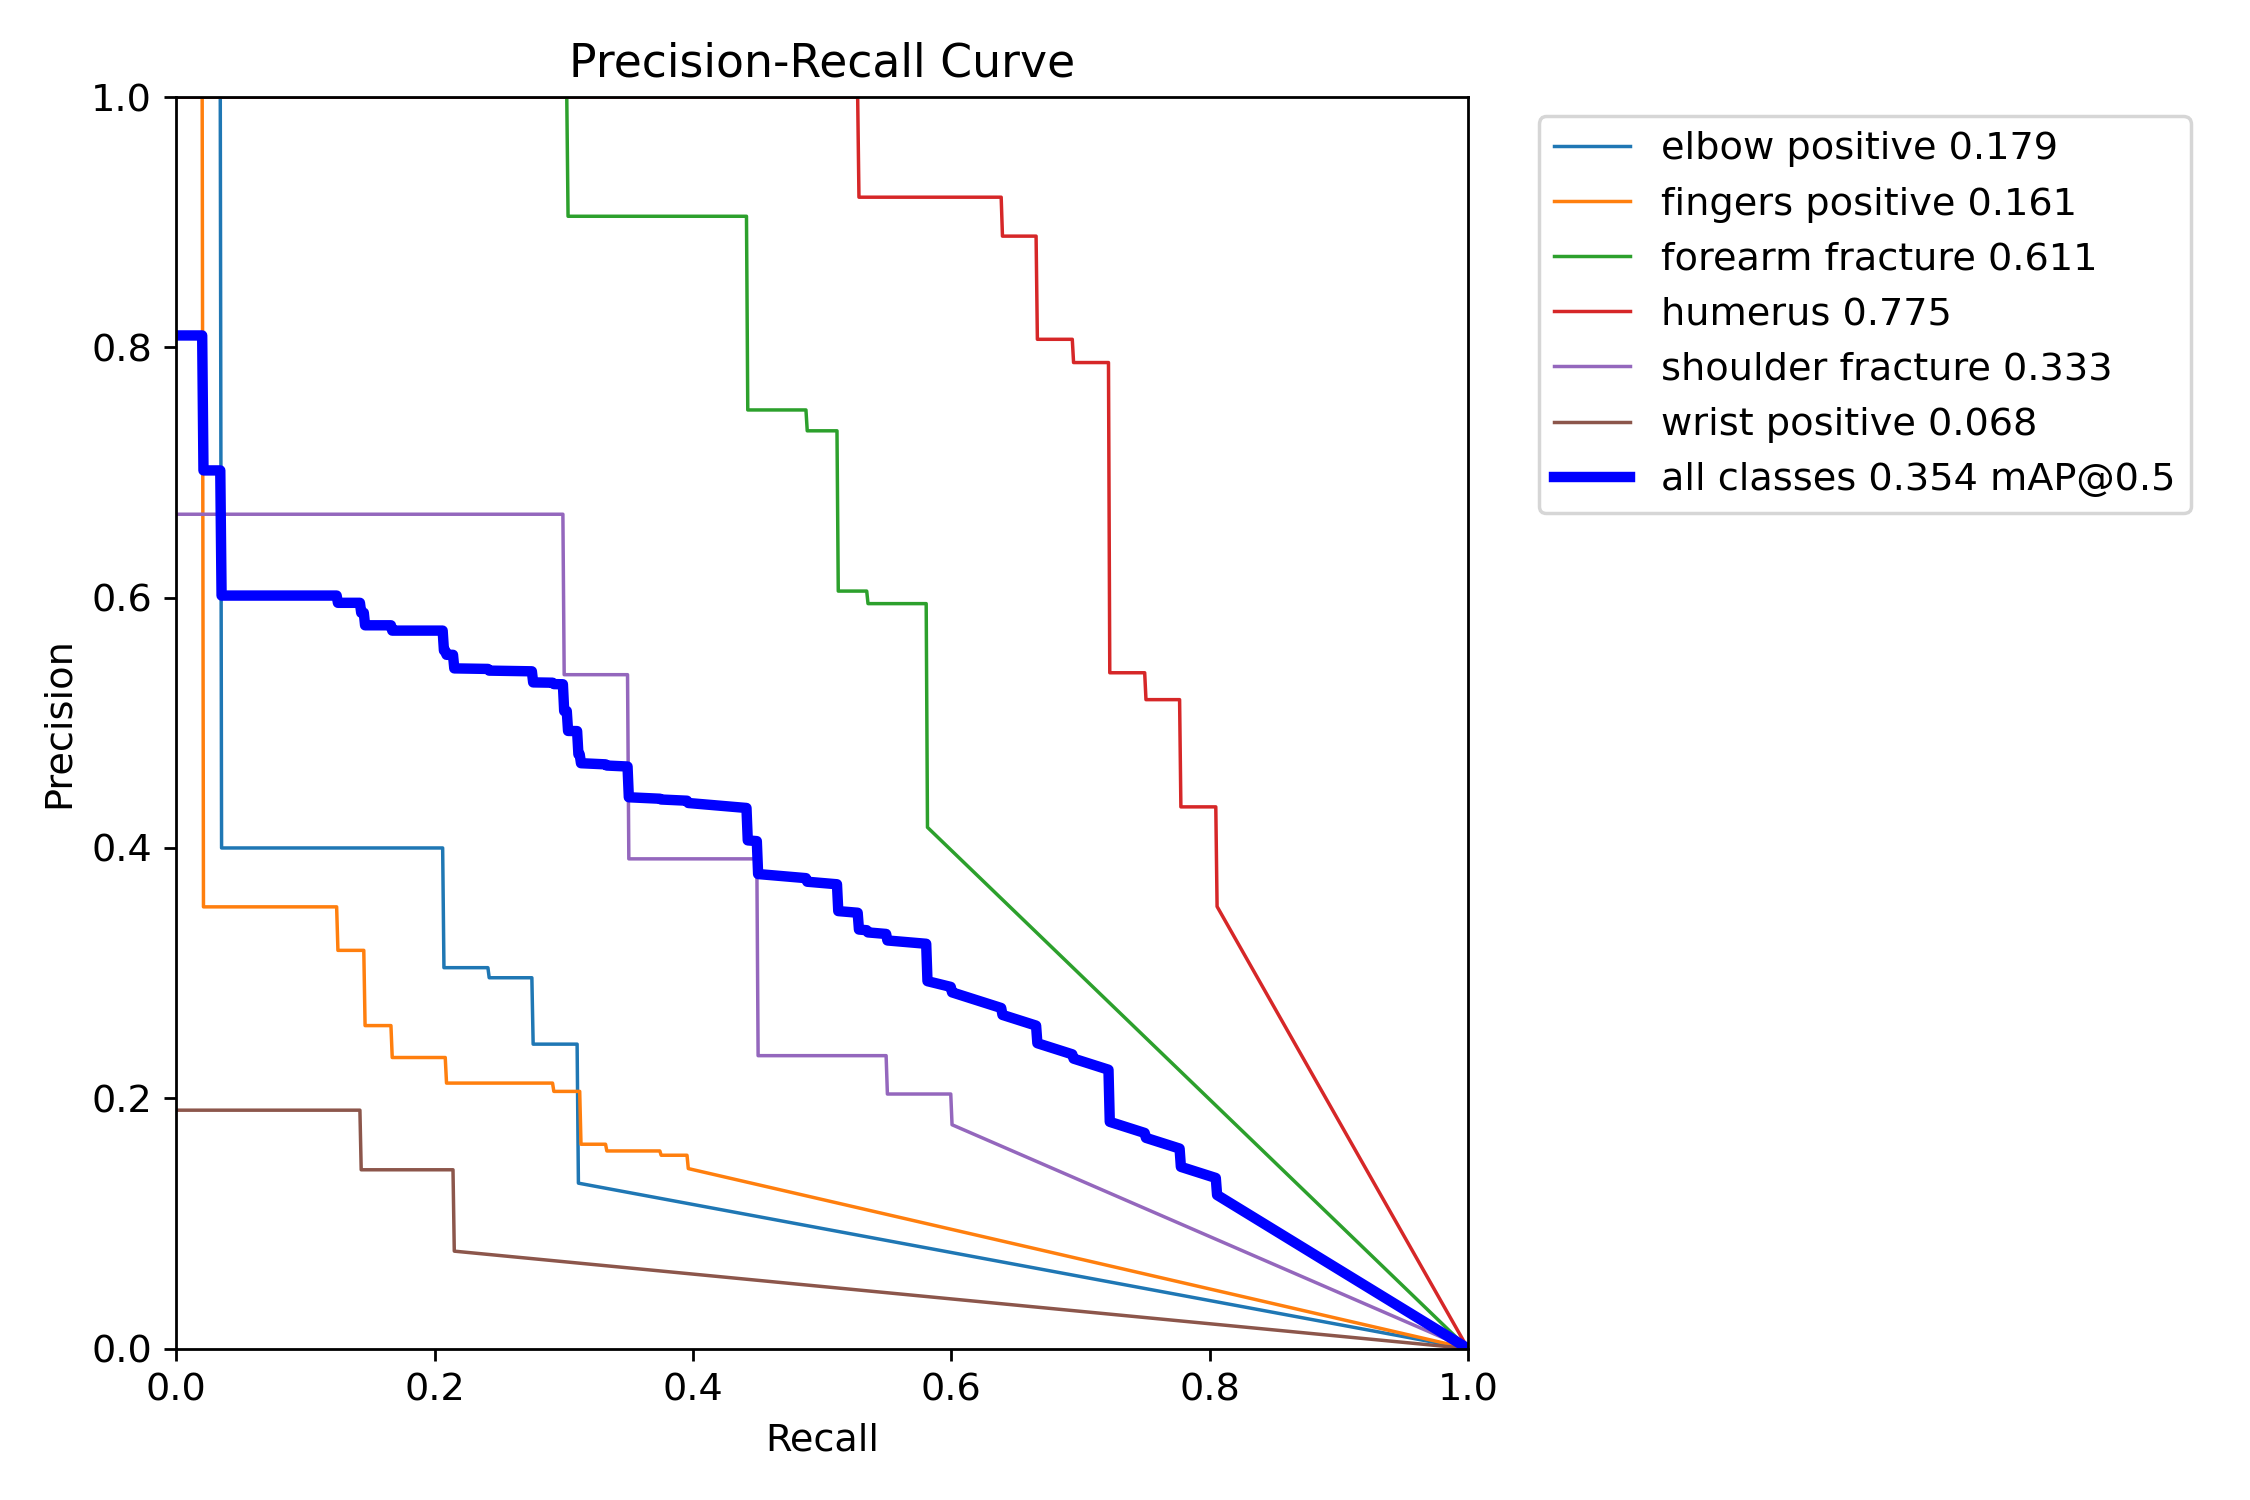 Precision-Recall Curve
1.0
0.8
0.6
0.4
0.2
0.0
Precision
0.0 0.2 0.4 0.6 0.8 1.0
Recall
elbow positive 0.179
fingers positive 0.161
forearm fracture 0.611
humerus 0.775
shoulder fracture 0.333
wrist positive 0.068
all classes 0.354 mAP@0.5